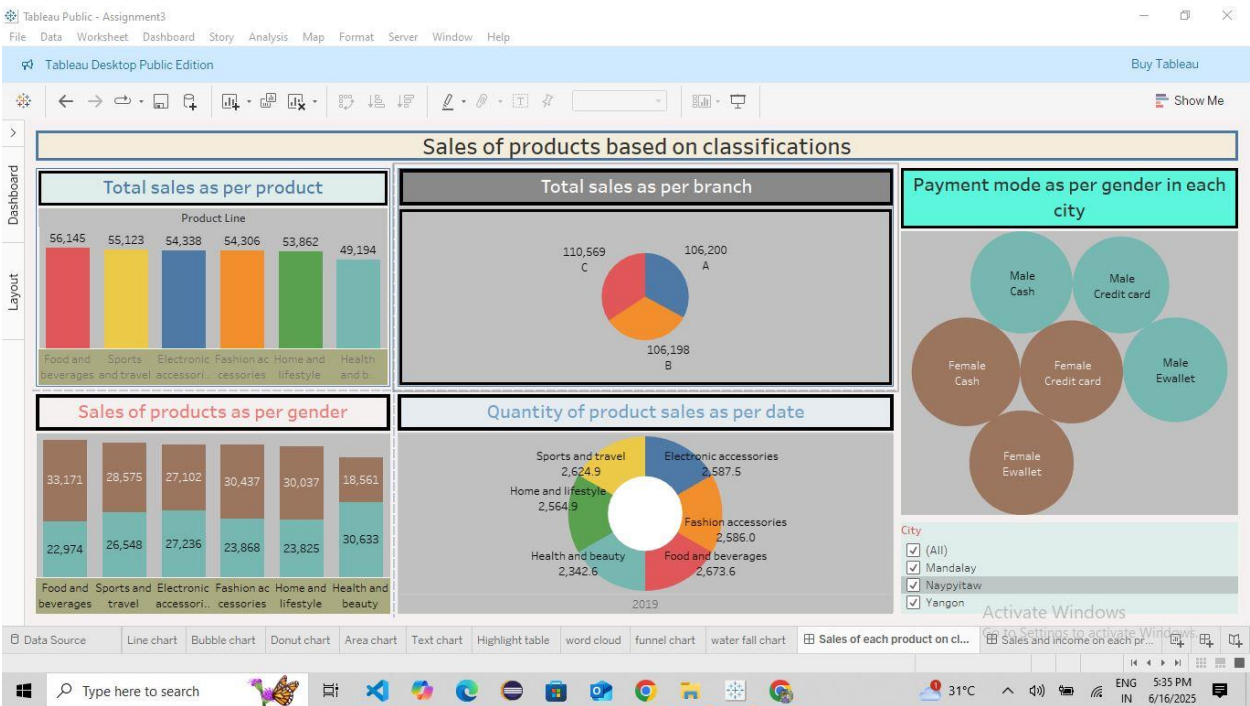 Tableau Public - Assignment3
File Data Worksheet Dashboard Story Analysis Map Format Server Window Help
Tableau Desktop Public Edition
Buy Tableau
Show Me
Dashboard
Layout
Sales of products based on classifications
Total sales as per product
Product Line
56,145 55,123 54,338 54,306 53,862 49,194
Food and Sports Electronic Fashion ac Home and Health
beverages and travel accessori.. cessories lifestyle and b..
Total sales as per branch
110,569
C
106,200
A
106,198
B
Payment mode as per gender in each
city
Male
Cash
Male
Credit card
Female
Cash
Female
Credit card
Male
Ewallet
Female
Ewallet
City
(All)
Mandalay
Naypyitaw
Yangon
Sales of products as per gender
33,171 28,575 27,102 30,437 30,037 18,561
22,974 26,548 27,236 23,868 23,825 30,633
Food and Sports and Electronic Fashion ac Home and Health and
beverages travel accessori.. cessories lifestyle beauty
Quantity of product sales as per date
Sports and travel
2,624.9
Electronic accessories
2,587.5
Home and lifestyle
2,564.9
Fashion accessories
2,586.0
Health and beauty
2,342.6
Food and beverages
2,673.6
2019
Activate Windows
Go to Settings to activate Windows.
Data Source Line chart Bubble chart Donut chart Area chart Text chart Highlight table word cloud funnel chart water fall chart Sales of each product on cl... Sales and income on each pr...
Type here to search
31°C
ENG
IN
5:35 PM
6/16/2025